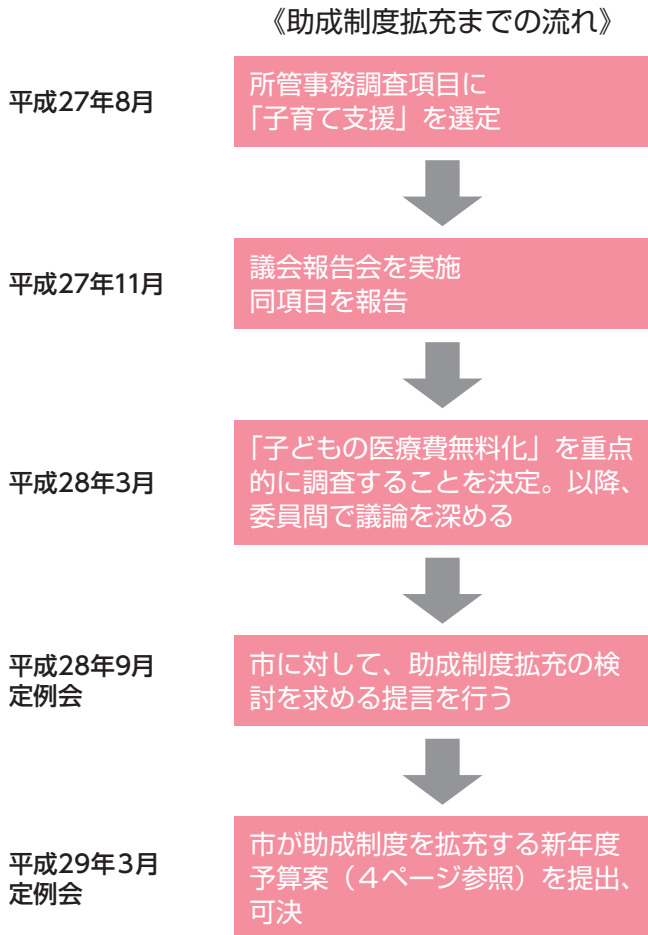 《助成制度拡充までの流れ》
平成27年8月
所管事務調査項目に
「子育て支援」を選定
平成27年11月
議会報告会を実施
同項目を報告
平成28年3月
「子どもの医療費無料化」を重点
的に調査することを決定。以降、
委員間で議論を深める
平成28年9月
定例会
市に対して、助成制度拡充の検
討を求める提言を行う
平成29年3月
定例会
市が助成制度を拡充する新年度
予算案（4ページ参照）を提出、
可決